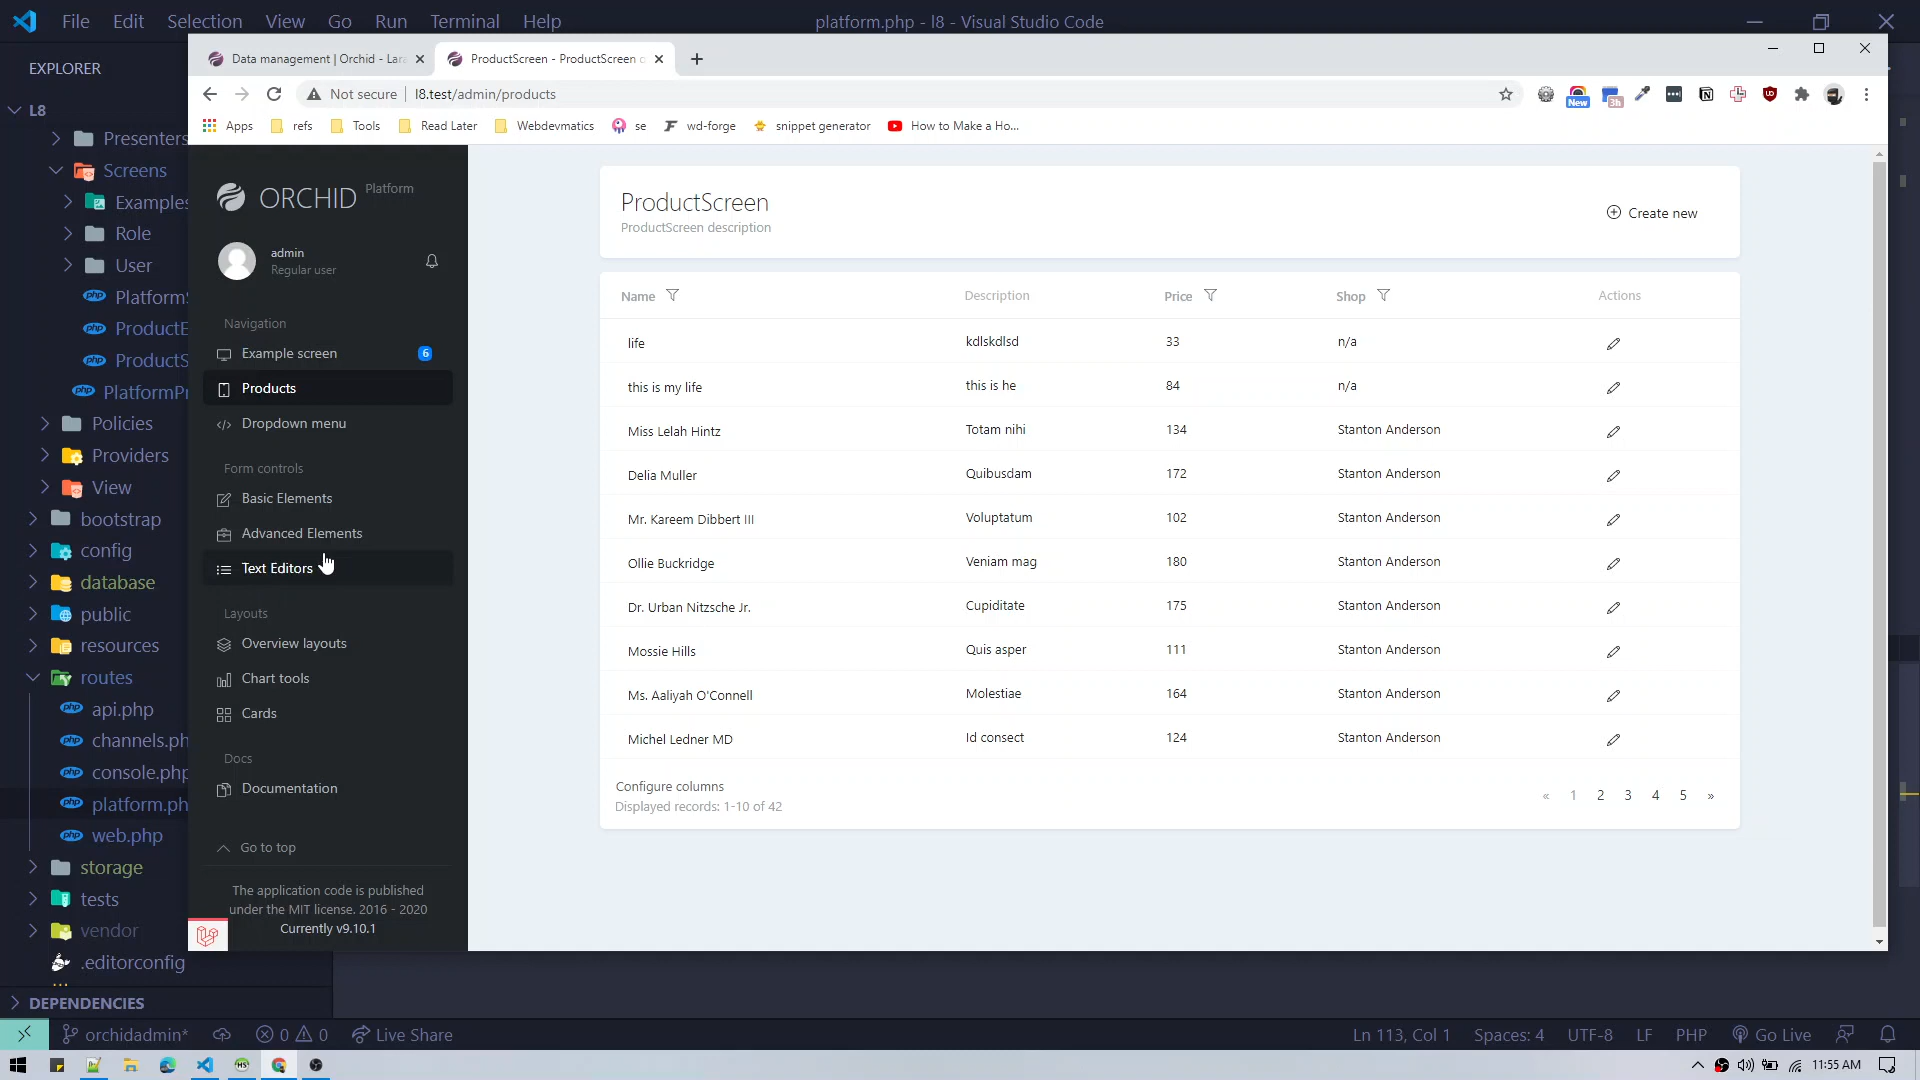 File Edit Selection View Go Run Terminal Help
platform.php - l8 - Visual Studio Code
EXPLORER
L8
Presenters
Screens
Examples
Role
User
PlatformS
ProductE
ProductS
PlatformPr
Policies
Providers
View
bootstrap
config
database
public
resources
routes
api.php
channels.ph
console.php
platform.ph
web.php
storage
tests
vendor
.editorconfig
DEPENDENCIES
Data management | Orchid - Lara
ProductScreen - ProductScreen d
Not secure l8.test/admin/products
New
3h
Apps refs Tools Read Later Webdevmatics se wd-forge snippet generator How to Make a Ho...
ORCHID Platform
admin
Regular user
Navigation
Example screen 6
Products
Dropdown menu
Form controls
Basic Elements
Advanced Elements
Text Editors
Layouts
Overview layouts
Chart tools
Cards
Docs
Documentation
Go to top
The application code is published
under the MIT license. 2016 - 2020
Currently v9.10.1
ProductScreen
ProductScreen description
Create new
Name Description Price Shop Actions
life kdlskdlsd 33 n/a
this is my life this is he 84 n/a
Miss Lelah Hintz Totam nihi 134 Stanton Anderson
Delia Muller Quibusdam 172 Stanton Anderson
Mr. Kareem Dibbert III Voluptatum 102 Stanton Anderson
Ollie Buckridge Veniam mag 180 Stanton Anderson
Dr. Urban Nitzsche Jr. Cupiditate 175 Stanton Anderson
Mossie Hills Quis asper 111 Stanton Anderson
Ms. Aaliyah O'Connell Molestiae 164 Stanton Anderson
Michel Ledner MD Id consect 124 Stanton Anderson
Configure columns
Displayed records: 1-10 of 42
« 1 2 3 4 5 »
orchidadmin* 0 0 Live Share
Ln 113, Col 1 Spaces: 4 UTF-8 LF PHP Go Live
11:55 AM